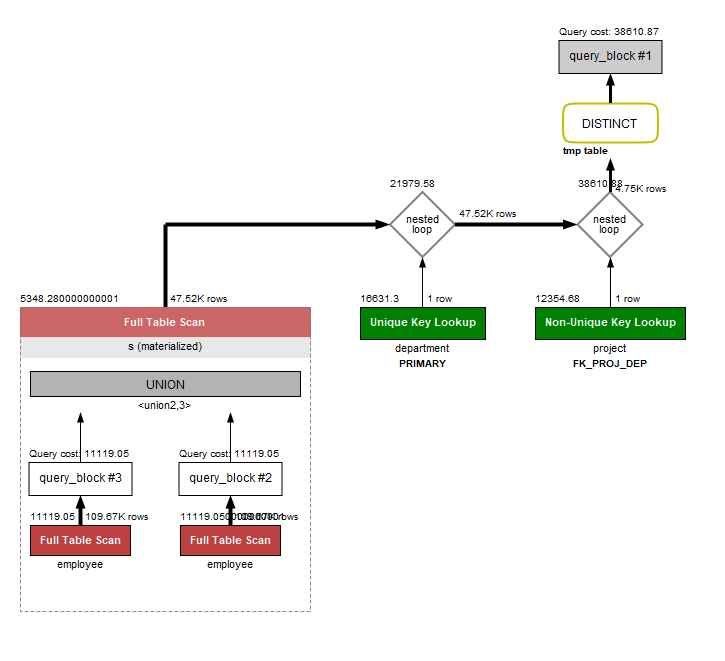 Query cost: 38610.87
query_block #1
DISTINCT
tmp table
21979.58
38610.88
4.75K rows
nested
loop
47.52K rows
nested
loop
5348.280000000001
47.52K rows
16631.3
1 row
12354.68
1 row
Full Table Scan
Unique Key Lookup
Non-Unique Key Lookup
s (materialized)
department
project
PRIMARY
FK_PROJ_DEP
UNION
<union2,3>
Query cost: 11119.05
Query cost: 11119.05
query_block #3
query_block #2
11119.05
109.67K rows
109.67K rows
Full Table Scan
Full Table Scan
employee
employee